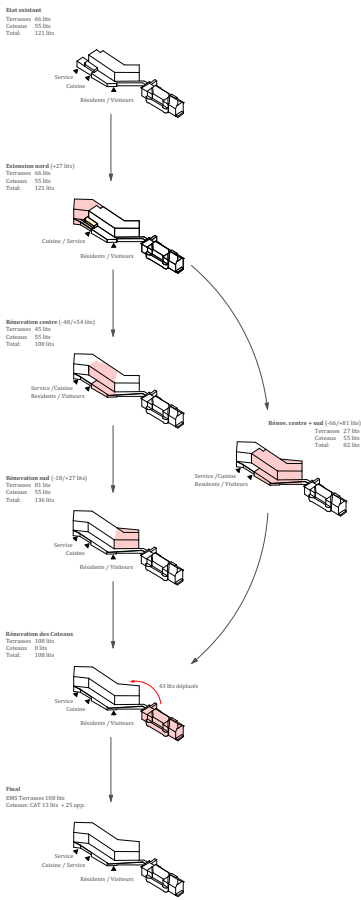 Etat existant
Terrasses 66 lits
Coteaux 55 lits
Total: 121 lits
Service
Cuisine
Résidents / Visiteurs
Extension nord (+27 lits)
Terrasses 66 lits
Coteaux 55 lits
Total: 121 lits
Cuisine / Service
Résidents / Visiteurs
Rénovation centre (-48/+54 lits)
Terrasses 45 lits
Coteaux 55 lits
Total: 100 lits
Service /Cuisine
Residents / Visiteurs
Rénov. centre + sud (-66/+81 lits)
Terrasses 27 lits
Coteaux 55 lits
Total: 82 lits
Service /Cuisine
Residents / Visiteurs
Rénovation sud (-18/+27 lits)
Terrasses 81 lits
Coteaux 55 lits
Total: 136 lits
Service
Cuisine
Résidents / Visiteurs
Rénovation des Coteaux
Terrasses 108 lits
Coteaux 0 lits
Total: 108 lits
43 lits déplacés
Service
Cuisine
Résidents / Visiteurs
Final
EMS Terrasses 108 lits
Coteaux: CAT 13 lits + 25 app.
Service
Cuisine / Service
Résidents / Visiteurs